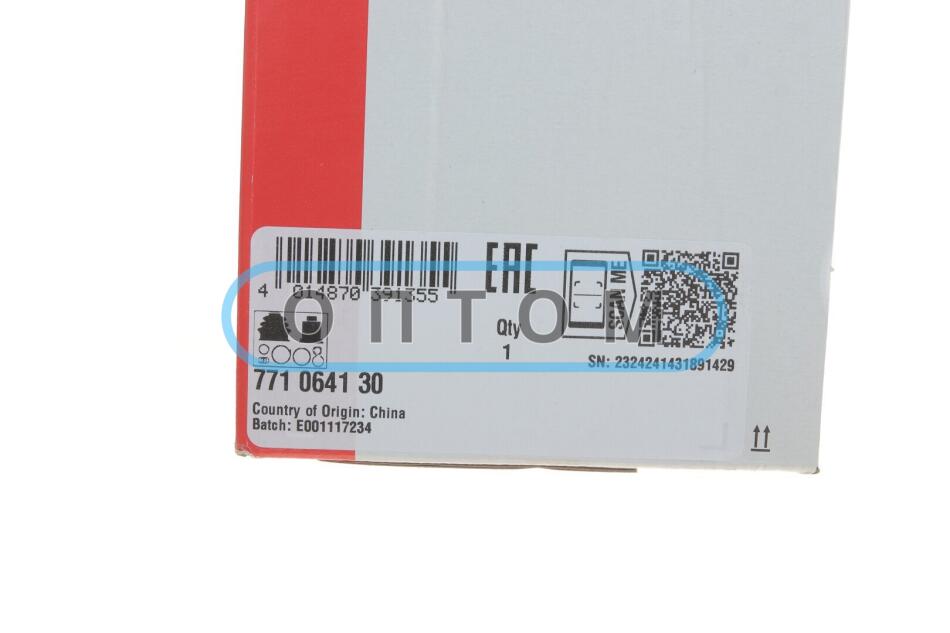 4 014870 391355
EAC
SCAN ME
ОПТОМ
Qty
1
SN: 2324241431891429
771 0641 30
Country of Origin: China
Batch: E001117234